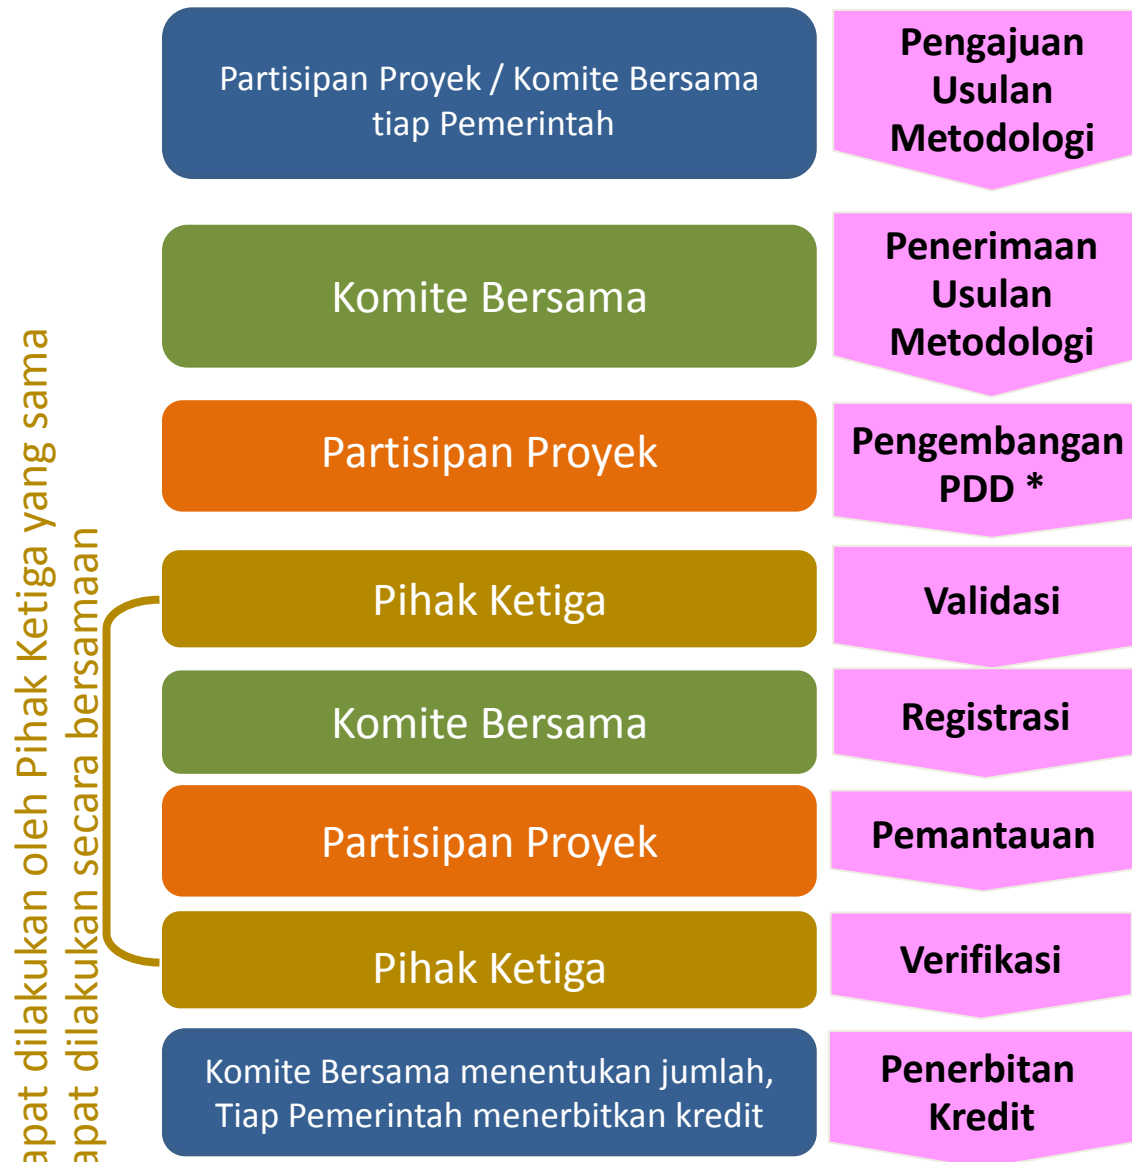 Partisipan Proyek / Komite Bersama
tiap Pemerintah
Pengajuan
Usulan
Metodologi
Komite Bersama
Penerimaan
Usulan
Metodologi
Partisipan Proyek
Pengembangan
PDD *
Pihak Ketiga
Validasi
Komite Bersama
Registrasi
Partisipan Proyek
Pemantauan
Pihak Ketiga
Verifikasi
Komite Bersama menentukan jumlah,
Tiap Pemerintah menerbitkan kredit
Penerbitan
Kredit
dilakukan oleh Pihak Ketiga yang sama
dilakukan secara bersamaan